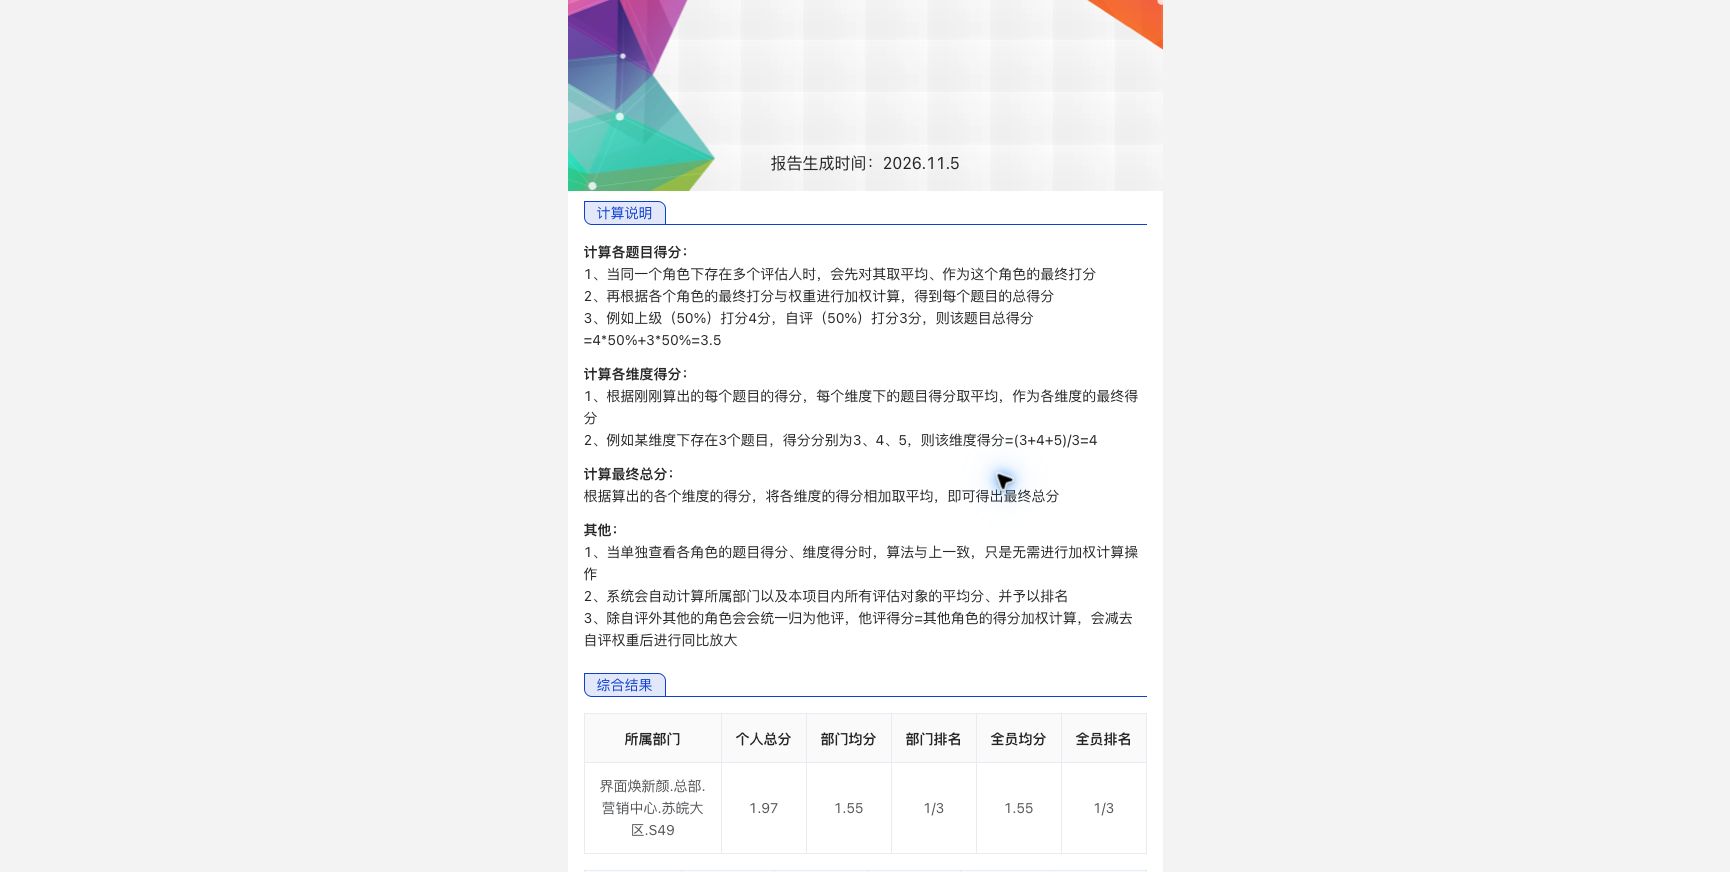 报告生成时间：2026.11.5
计算说明
计算各题目得分：
1、当同一个角色下存在多个评估人时，会先对其取平均、作为这个角色的最终打分
2、再根据各个角色的最终打分与权重进行加权计算，得到每个题目的总得分
3、例如上级（50%）打分4分，自评（50%）打分3分，则该题目总得分
=4*50%+3*50%=3.5
计算各维度得分：
1、根据刚刚算出的每个题目的得分，每个维度下的题目得分取平均，作为各维度的最终得
分
2、例如某维度下存在3个题目，得分分别为3、4、5，则该维度得分=(3+4+5)/3=4
计算最终总分：
根据算出的各个维度的得分，将各维度的得分相加取平均，即可得出最终总分
其他：
1、当单独查看各角色的题目得分、维度得分时，算法与上一致，只是无需进行加权计算操
作
2、系统会自动计算所属部门以及本项目内所有评估对象的平均分、并予以排名
3、除自评外其他的角色会会统一归为他评，他评得分=其他角色的得分加权计算，会减去
自评权重后进行同比放大
综合结果
所属部门 个人总分 部门均分 部门排名 全员均分 全员排名
界面焕新颜.总部.
营销中心.苏皖大
区.S49
1.97 1.55 1/3 1.55 1/3